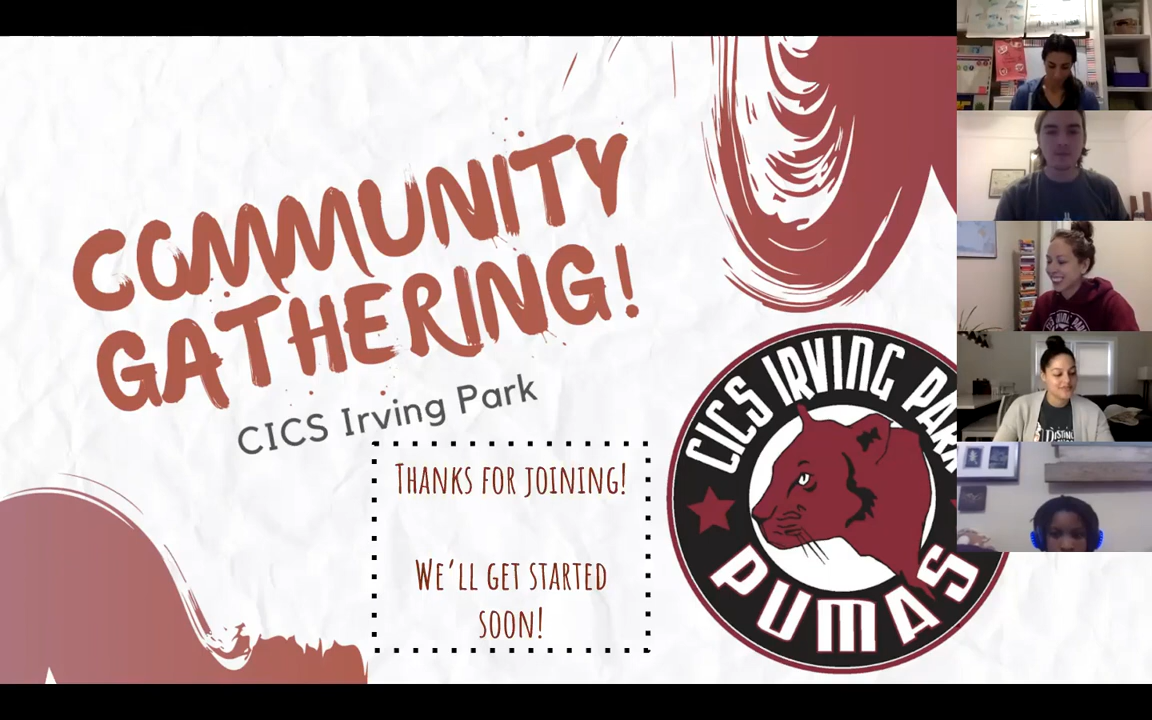 COMMUNITY
GATHERING!
CICS Irving Park
THANKS FOR JOINING!
WE'LL GET STARTED
SOON!
CICS IRVING PARK
PUMAS